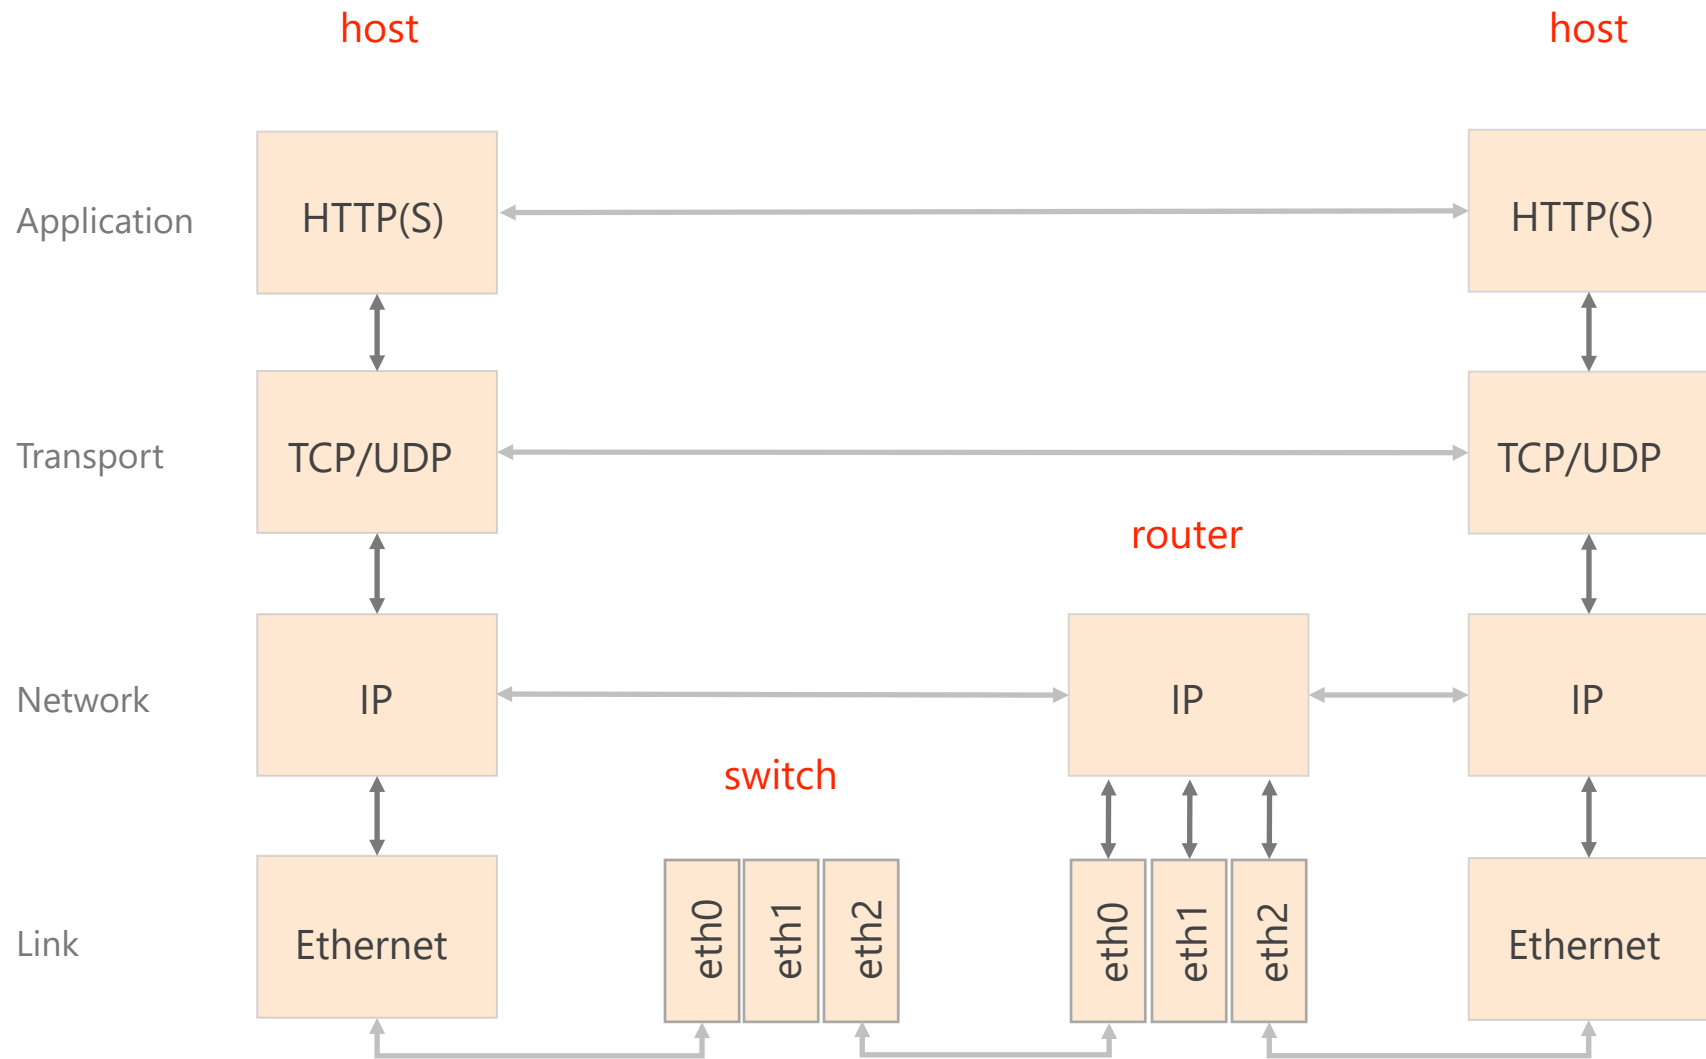 host
host
Application
HTTP(S)
HTTP(S)
Transport
TCP/UDP
TCP/UDP
router
Network
IP
IP
IP
switch
Link
Ethernet
eth0
eth1
eth2
eth0
eth1
eth2
Ethernet